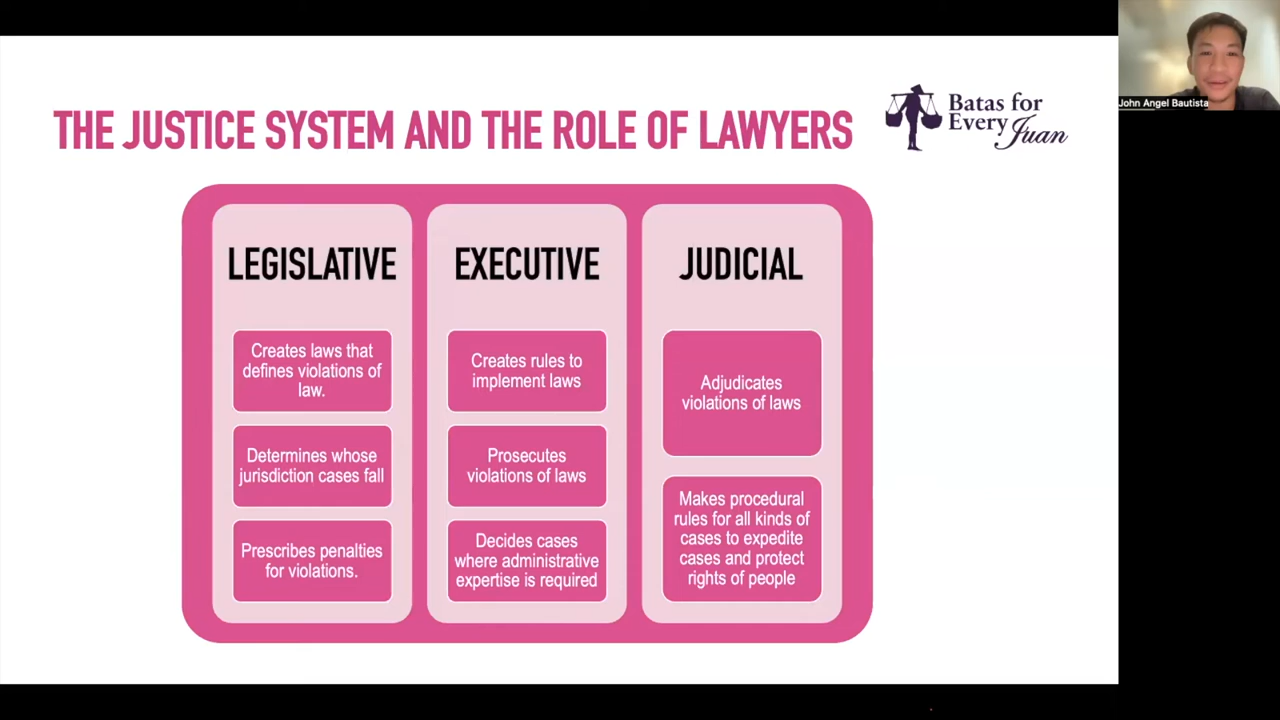 THE JUSTICE SYSTEM AND THE ROLE OF LAWYERS
Batas for
Every Juan
John Angel Bautista
LEGISLATIVE
Creates laws that
defines violations of
law.
Determines whose
jurisdiction cases fall
Prescribes penalties
for violations.
EXECUTIVE
Creates rules to
implement laws
Prosecutes
violations of laws
Decides cases
where administrative
expertise is required
JUDICIAL
Adjudicates
violations of laws
Makes procedural
rules for all kinds of
cases to expedite
cases and protect
rights of people